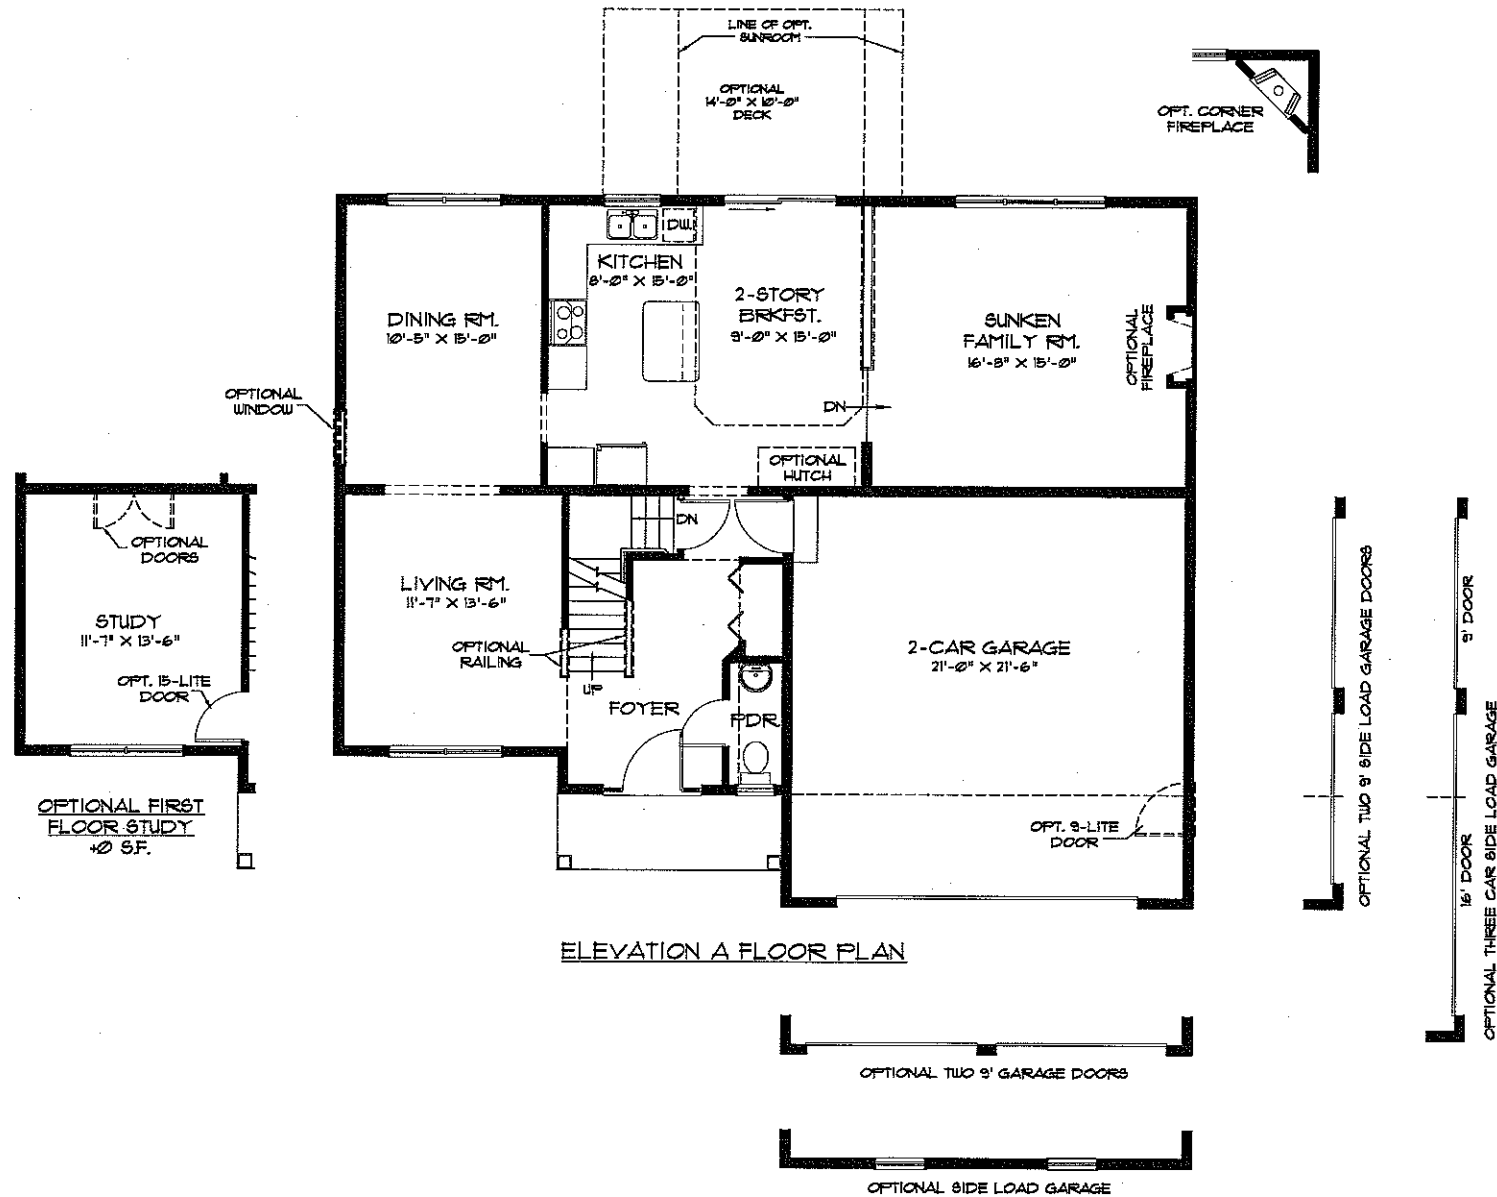 LINE OF OPT.
SUNROOM
OPTIONAL
14'-0" X 10'-0"
DECK
OPT. CORNER
FIREPLACE
KITCHEN
8'-0" X 15'-0"
DW.
2-STORY
BRKFST.
9'-0" X 15'-0"
DINING RM.
10'-5" X 15'-0"
SUNKEN
FAMILY RM.
16'-8" X 15'-0"
OPTIONAL
FIREPLACE
OPTIONAL
WINDOW
DN
OPTIONAL
HUTCH
DN
OPTIONAL
DOORS
STUDY
11'-7" X 13'-6"
OPT. 15-LITE
DOOR
LIVING RM.
11'-7" X 13'-6"
OPTIONAL
RAILING
UP
FOYER
PDR.
2-CAR GARAGE
21'-0" X 21'-6"
OPT. 9-LITE
DOOR
OPTIONAL FIRST
FLOOR STUDY
+0 S.F.
OPTIONAL TWO 9' SIDE LOAD GARAGE DOORS
9' DOOR
16' DOOR
OPTIONAL THREE CAR SIDE LOAD GARAGE
ELEVATION A FLOOR PLAN
OPTIONAL TWO 9' GARAGE DOORS
OPTIONAL SIDE LOAD GARAGE